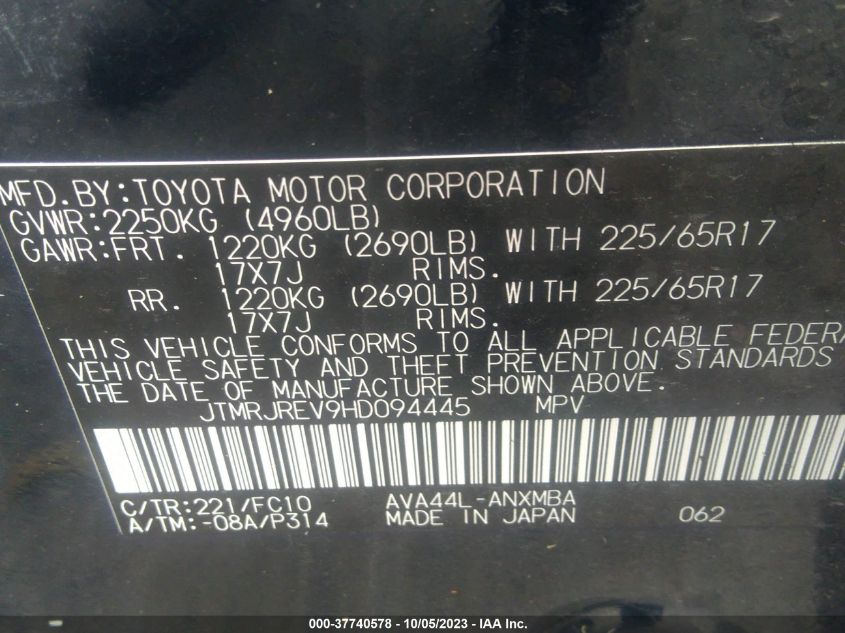 MFD.BY:TOYOTA MOTOR CORPORATION
GVWR:2250KG (4960LB)
GAWR:FRT. 1220KG (2690LB) WITH 225/65R17
17X7J RIMS.
RR. 1220KG (2690LB) WITH 225/65R17
17X7J RIMS.
THIS VEHICLE CONFORMS TO ALL APPLICABLE FEDERA
VEHICLE SAFETY AND THEFT PREVENTION STANDARDS
THE DATE OF MANUFACTURE SHOWN ABOVE.
JTMRJREV9HD094445 MPV
C/TR:221/FC10 AVA44L-ANXMBA
A/TM:-08A/P314 MADE IN JAPAN 062
000-37740578 - 10/05/2023 - IAA Inc.